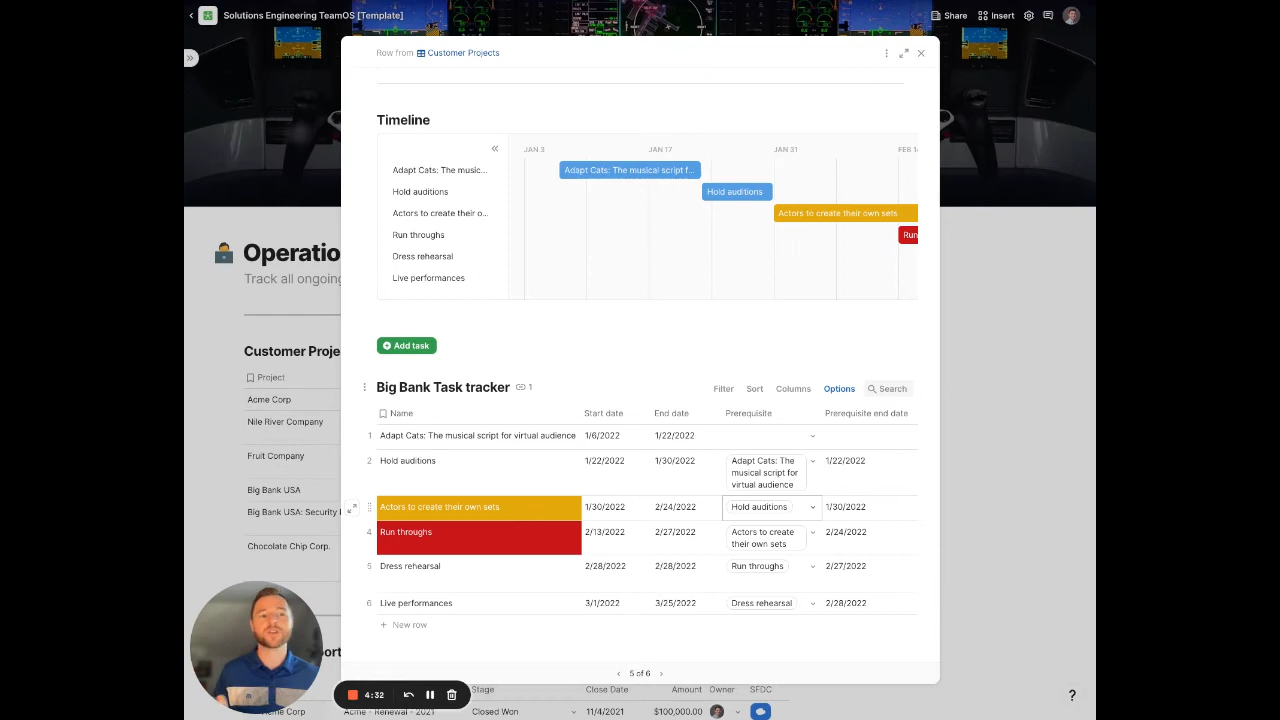 Solutions Engineering TeamOS [Template]
Share
Insert
Row from Customer Projects
Timeline
JAN 3
JAN 17
JAN 31
Adapt Cats: The music...
Adapt Cats: The musical script f...
Hold auditions
Hold auditions
Actors to create their o...
Actors to create their own sets
Run throughs
Run
Dress rehearsal
Live performances
Operatio
Track all ongoing
Customer Proje
Project
Acme Corp
Nile River Company
Fruit Company
Big Bank USA
Big Bank USA: Security
Chocolate Chip Corp.
Add task
Big Bank Task tracker 1
Filter
Sort
Columns
Options
Search
Name
Start date
End date
Prerequisite
Prerequisite end date
1 Adapt Cats: The musical script for virtual audience 1/6/2022 1/22/2022
2 Hold auditions 1/22/2022 1/30/2022 Adapt Cats: The 1/22/2022
musical script for
virtual audience
Actors to create their own sets 1/30/2022 2/24/2022 Hold auditions 1/30/2022
4 Run throughs 2/13/2022 2/27/2022 Actors to create 2/24/2022
their own sets
5 Dress rehearsal 2/28/2022 2/28/2022 Run throughs 2/27/2022
6 Live performances 3/1/2022 3/25/2022 Dress rehearsal 2/28/2022
+ New row
5 of 6
4:32
Stage
Close Date
Amount
Owner
SFDC
Acme Corp
Acme - Renewal - 2021
Closed Won
11/4/2021
$100,000.00
?